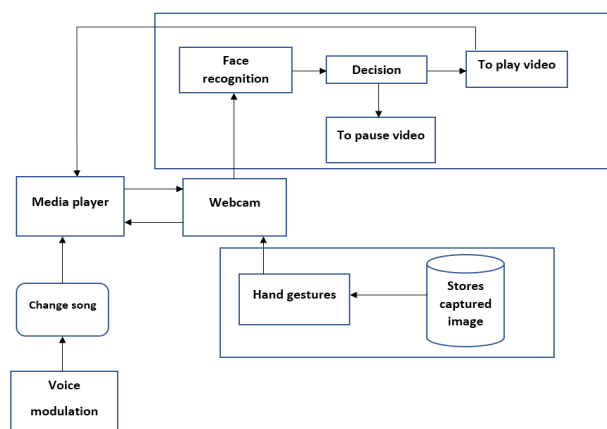 Face
recognition
Decision
To play video
To pause video
Media player
Webcam
Hand gestures
Stores
captured
image
Change song
Voice
modulation